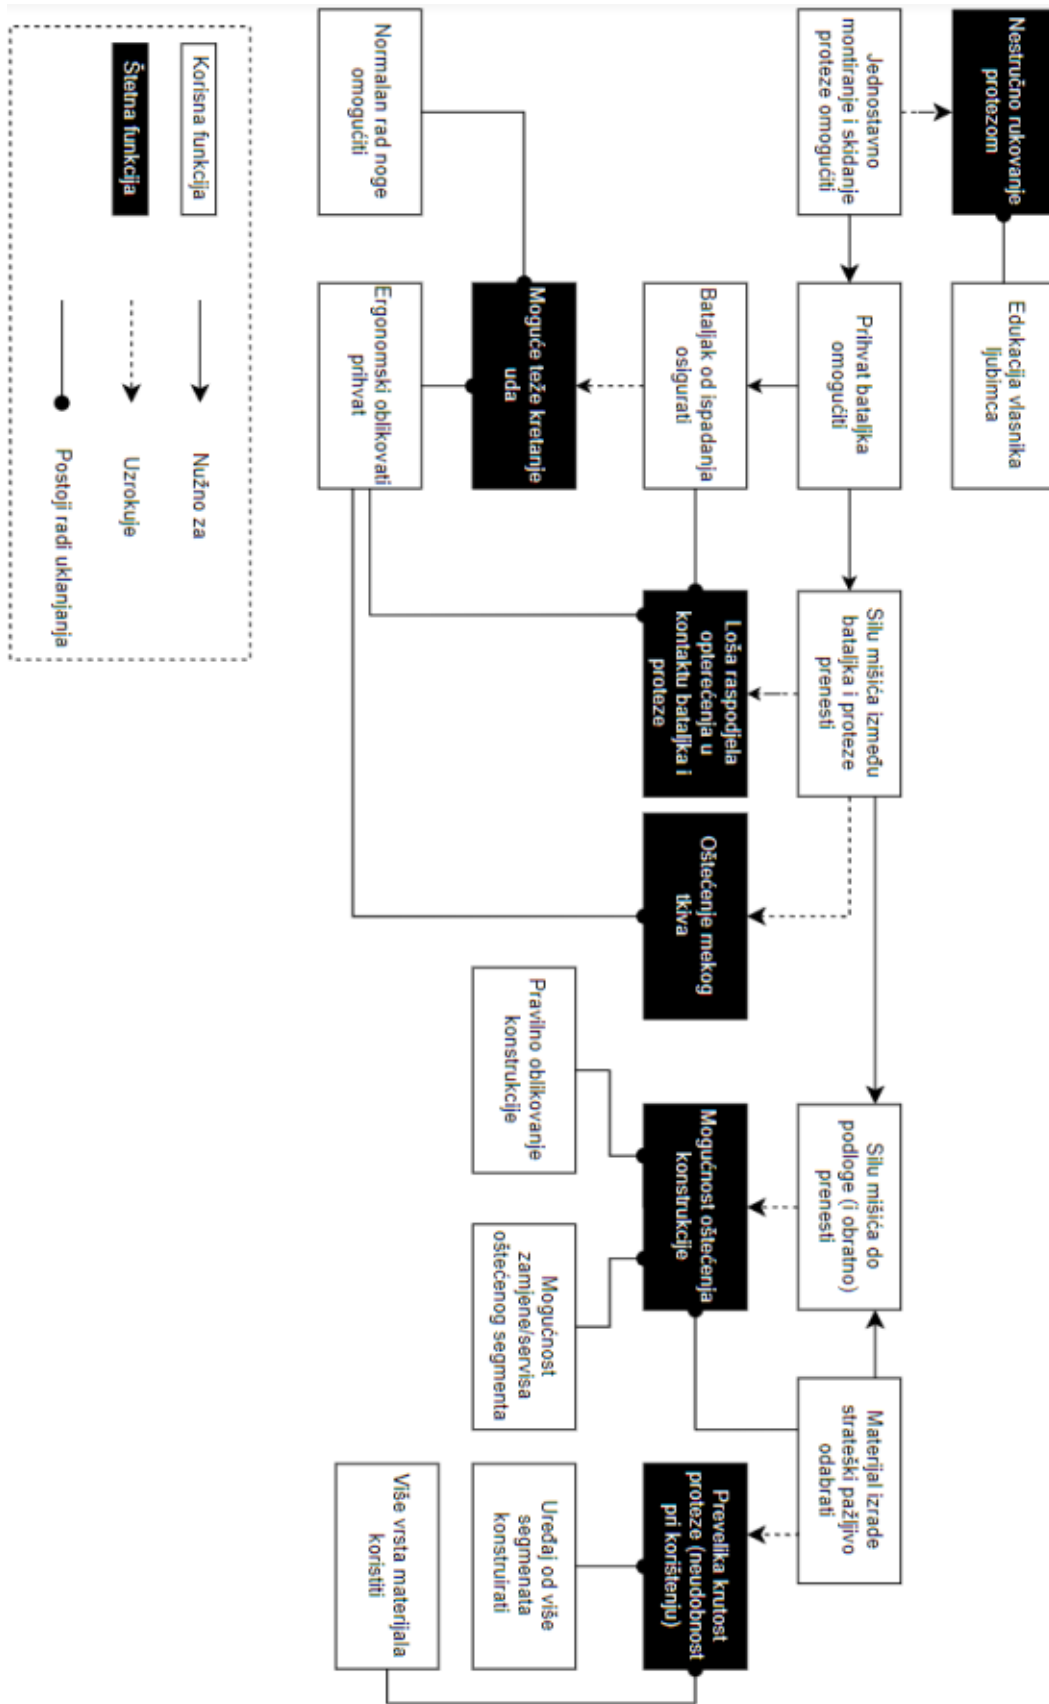 Nestručno rukovanje
protezom
Edukacija vlasnika
ljubimca
Jednostavno
montiranje i skidanje
proteze omogućiti
Prihvat bataljka
omogućiti
Silu mišića između
bataljka i proteze
prenesti
Silu mišića do
podloge (i obratno)
prenesti
Materijal izrade
strateški pažljivo
odabrati
Bataljak od ispadanja
osigurati
Loša raspodjela
opterećenja u
kontaktu bataljka i
proteze
Oštećenje mekog
tkiva
Mogućnost oštećenja
konstrukcije
Prevelika krutost
proteze (neudobnost
pri korištenju)
Moguće teže kretanje
uda
Pravilno oblikovanje
konstrukcije
Mogućnost
zamjene/servisa
oštećenog segmenta
Uređaj od više
segmenata
konstruirati
Normalan rad noge
omogućiti
Ergonomski oblikovati
prihvat
Više vrsta materijala
koristiti
Korisna funkcija
Nužno za
Štetna funkcija
Uzrokuje
Postoji radi uklanjanja